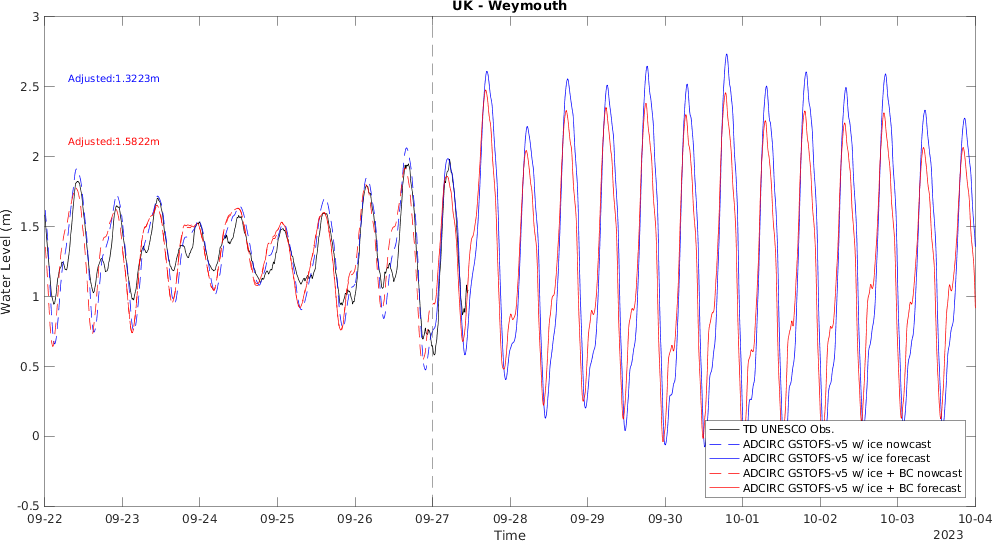 UK - Weymouth
3
2.5
2
1.5
1
0.5
0
-0.5
Water Level (m)
Adjusted:1.3223m
Adjusted:1.5822m
TD UNESCO Obs.
ADCIRC GSTOFS-v5 w/ ice nowcast
ADCIRC GSTOFS-v5 w/ ice forecast
ADCIRC GSTOFS-v5 w/ ice + BC nowcast
ADCIRC GSTOFS-v5 w/ ice + BC forecast
09-22 09-23 09-24 09-25 09-26 09-27 09-28 09-29 09-30 10-01 10-02 10-03 10-04
Time
2023